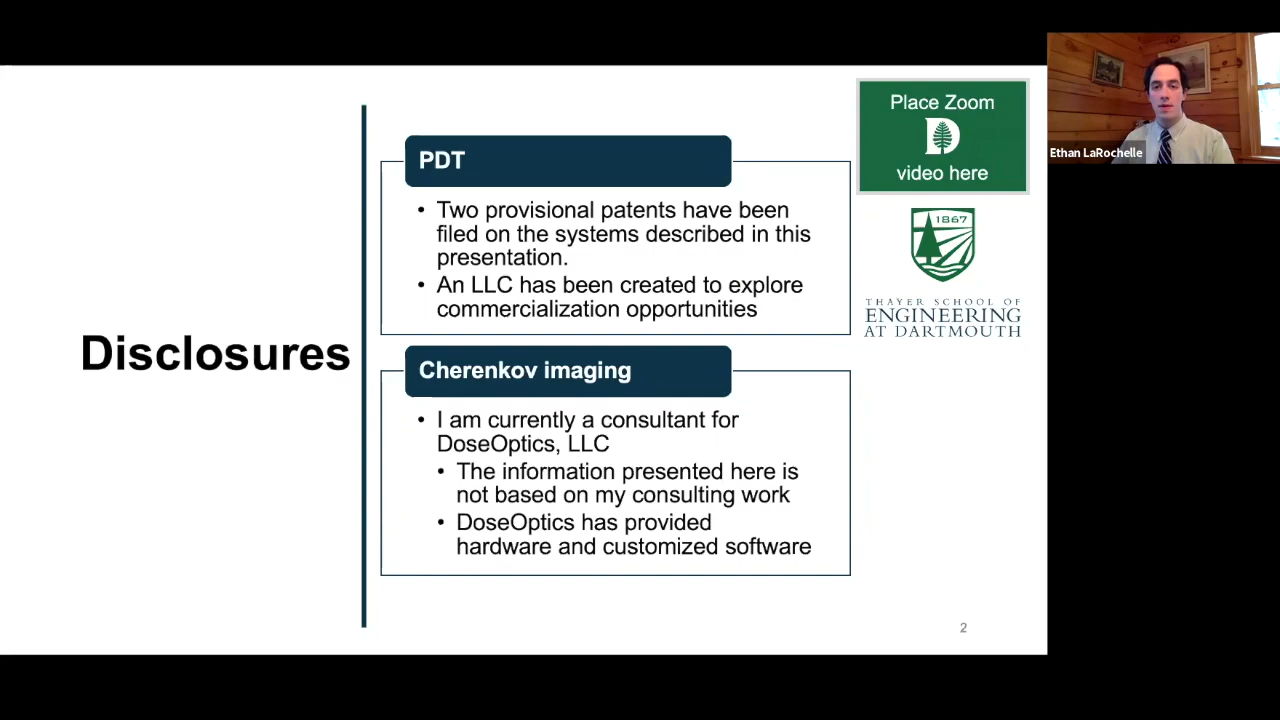 Disclosures
PDT
• Two provisional patents have been
filed on the systems described in this
presentation.
• An LLC has been created to explore
commercialization opportunities
Cherenkov imaging
• I am currently a consultant for
DoseOptics, LLC
• The information presented here is
not based on my consulting work
• DoseOptics has provided
hardware and customized software
Place Zoom
D
video here
1867
THAYER SCHOOL OF
ENGINEERING
AT DARTMOUTH
2
Ethan LaRochelle